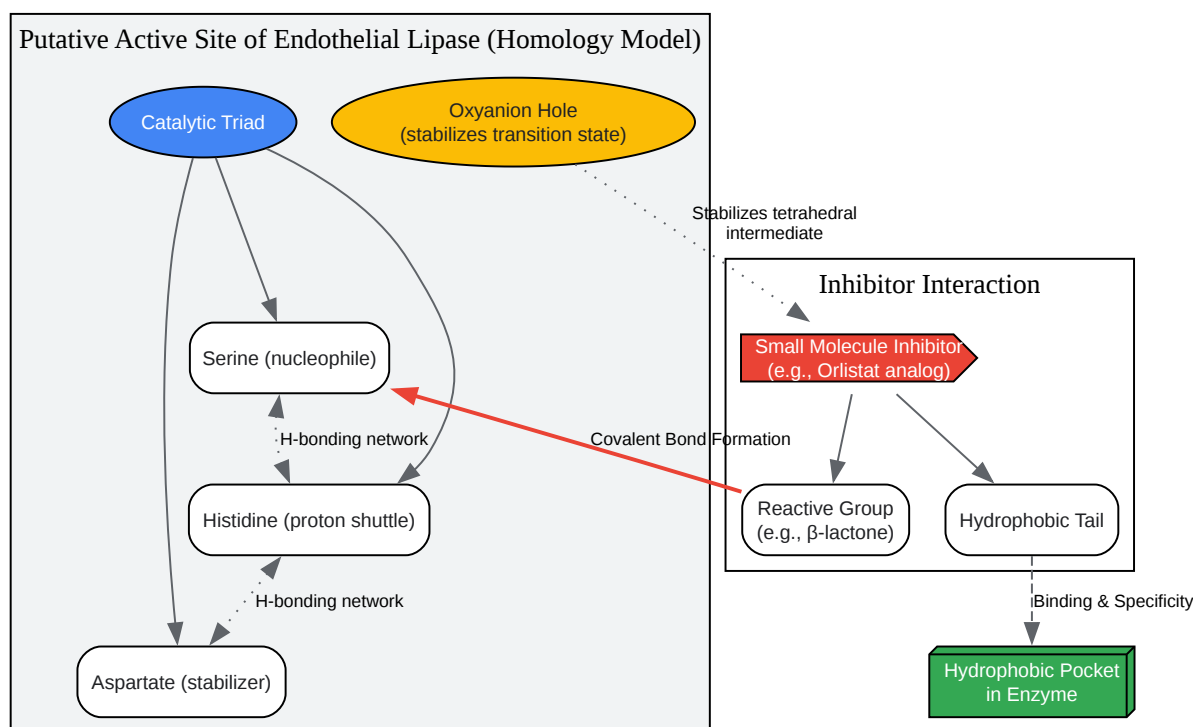 Putative Active Site of Endothelial Lipase (Homology Model)
Catalytic Triad
Oxyanion Hole
(stabilizes transition state)
Stabilizes tetrahedral
intermediate
Inhibitor Interaction
Small Molecule Inhibitor
(e.g., Orlistat analog)
Serine (nucleophile)
H-bonding network
Covalent Bond Formation
Histidine (proton shuttle)
Reactive Group
(e.g., β-lactone)
Hydrophobic Tail
H-bonding network
Binding & Specificity
Aspartate (stabilizer)
Hydrophobic Pocket
in Enzyme